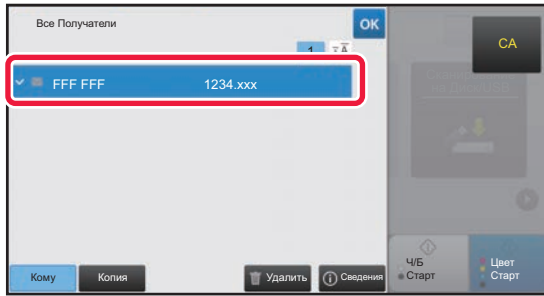 Все Получатели
OK
CA
1
FFF FFF 1234.xxx
Кому
Копия
Удалить
Сведения
Ч/Б
Старт
Цвет
Старт